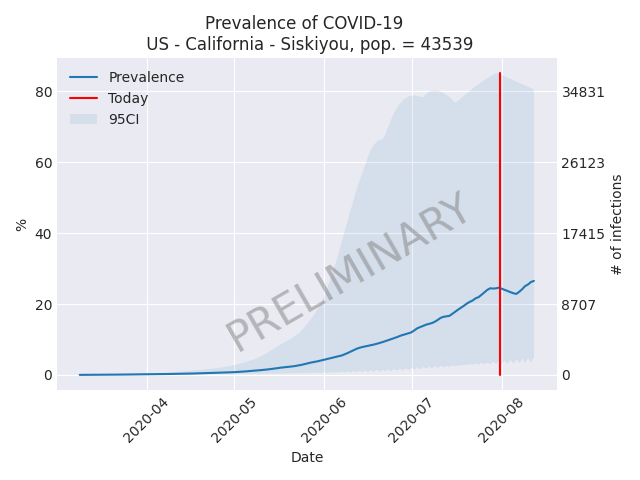 Prevalence of COVID-19
US - California - Siskiyou, pop. = 43539
Prevalence
Today
95CI
80
60
40
20
0
%
34831
26123
17415
8707
0
# of infections
PRELIMINARY
2020-04
2020-05
2020-06
2020-07
2020-08
Date